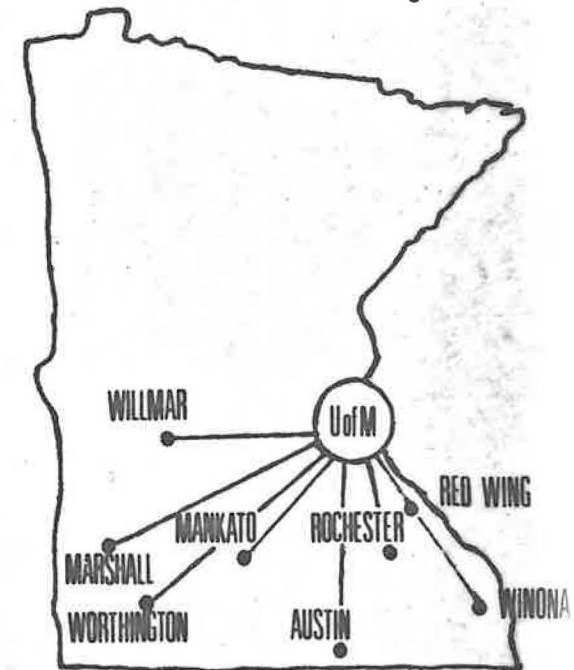 WILLMAR
UofM
RED WING
MANKATO
ROCHESTER
MARSHALL
WINONA
WORTHINGTON
AUSTIN